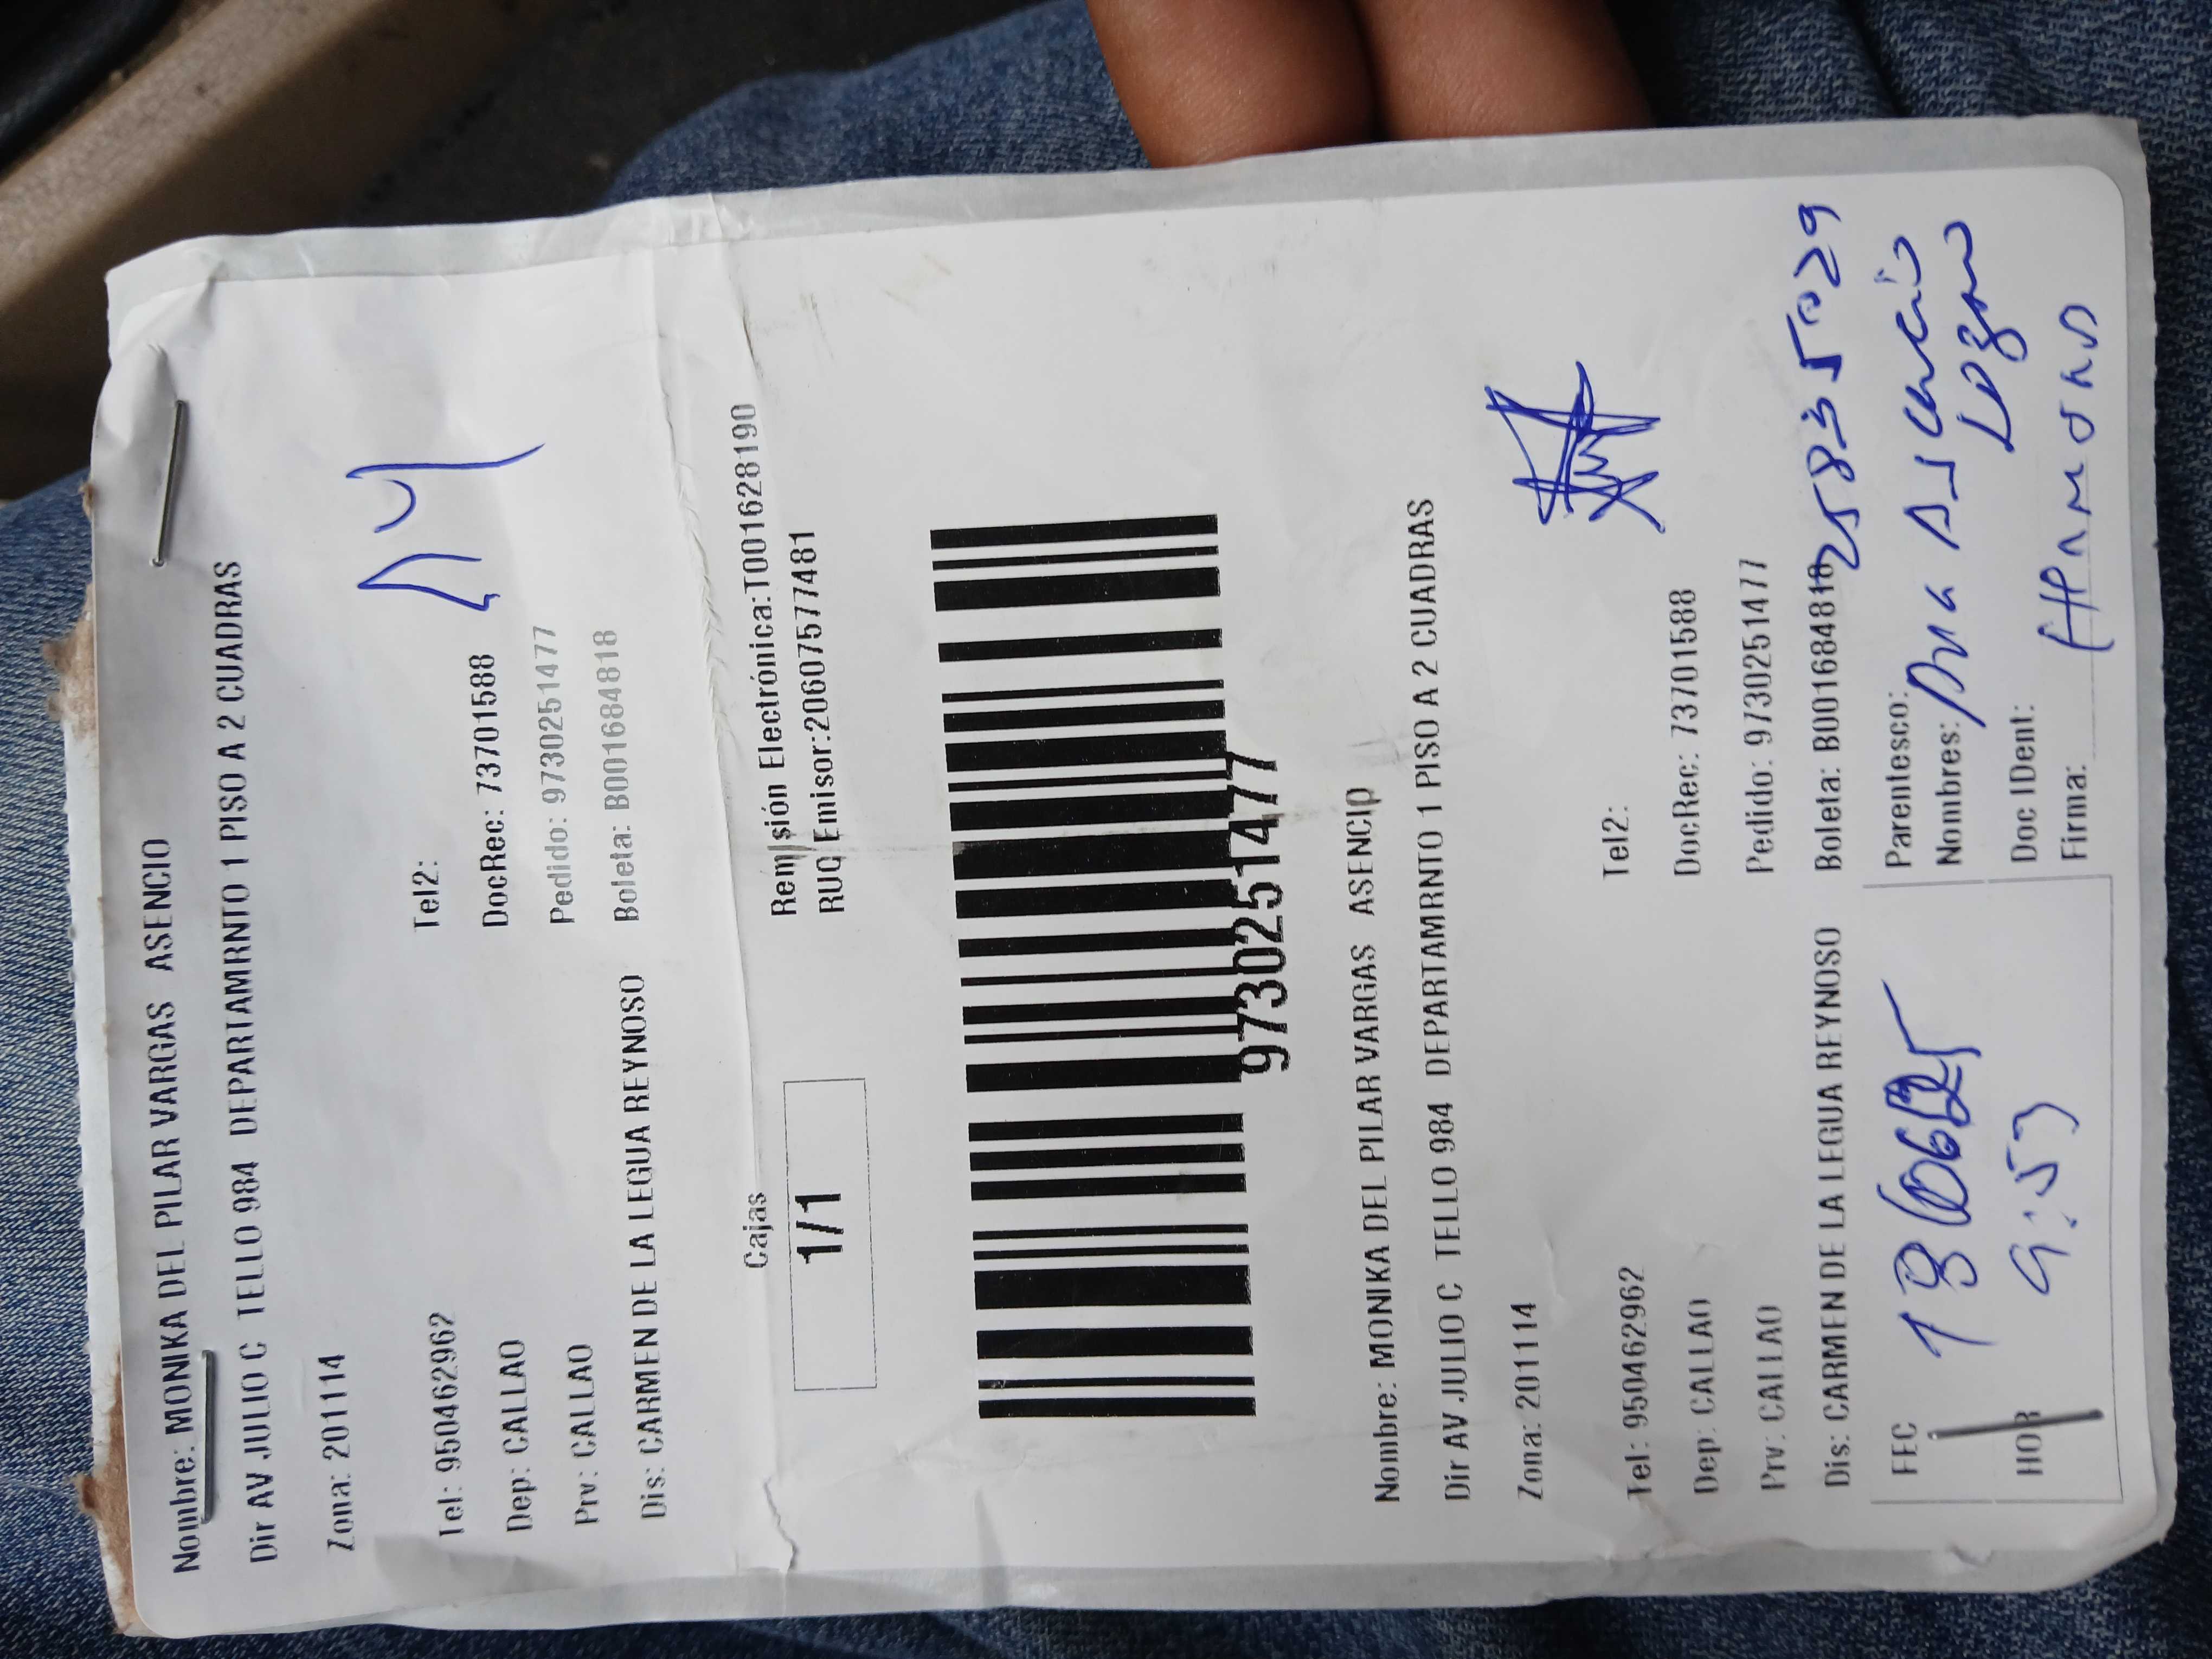 Nombre: MONIKA DEL PILAR VARGAS ASENCIO
Dir AV JULIO C TELLO 984 DEPARTAMRNTO 1 PISO A 2 CUADRAS
Zona: 201114
Tel: 950462962 Tel2:
Dep: CALLAO DocRec: 73701588
Prv: CALLAO Pedido: 9730251477
Dis: CARMEN DE LA LEGUA REYNOSO Boleta: B001684818
Cajas Remisión Electrónica:T001628190
1/1 RUC Emisor:20607577481
9730251477
Nombre: MONIKA DEL PILAR VARGAS ASENCIO
Dir AV JULIO C TELLO 984 DEPARTAMRNTO 1 PISO A 2 CUADRAS
Zona: 201114
Tel: 950462962 Tel2:
Dep: CALLAO DocRec: 73701588
Prv: CALLAO Pedido: 9730251477
Dis: CARMEN DE LA LEGUA REYNOSO Boleta: B001684818
25835029
FEC Parentesco:
Nombres:
HOR 9:53 Doc IDent:
Firma: